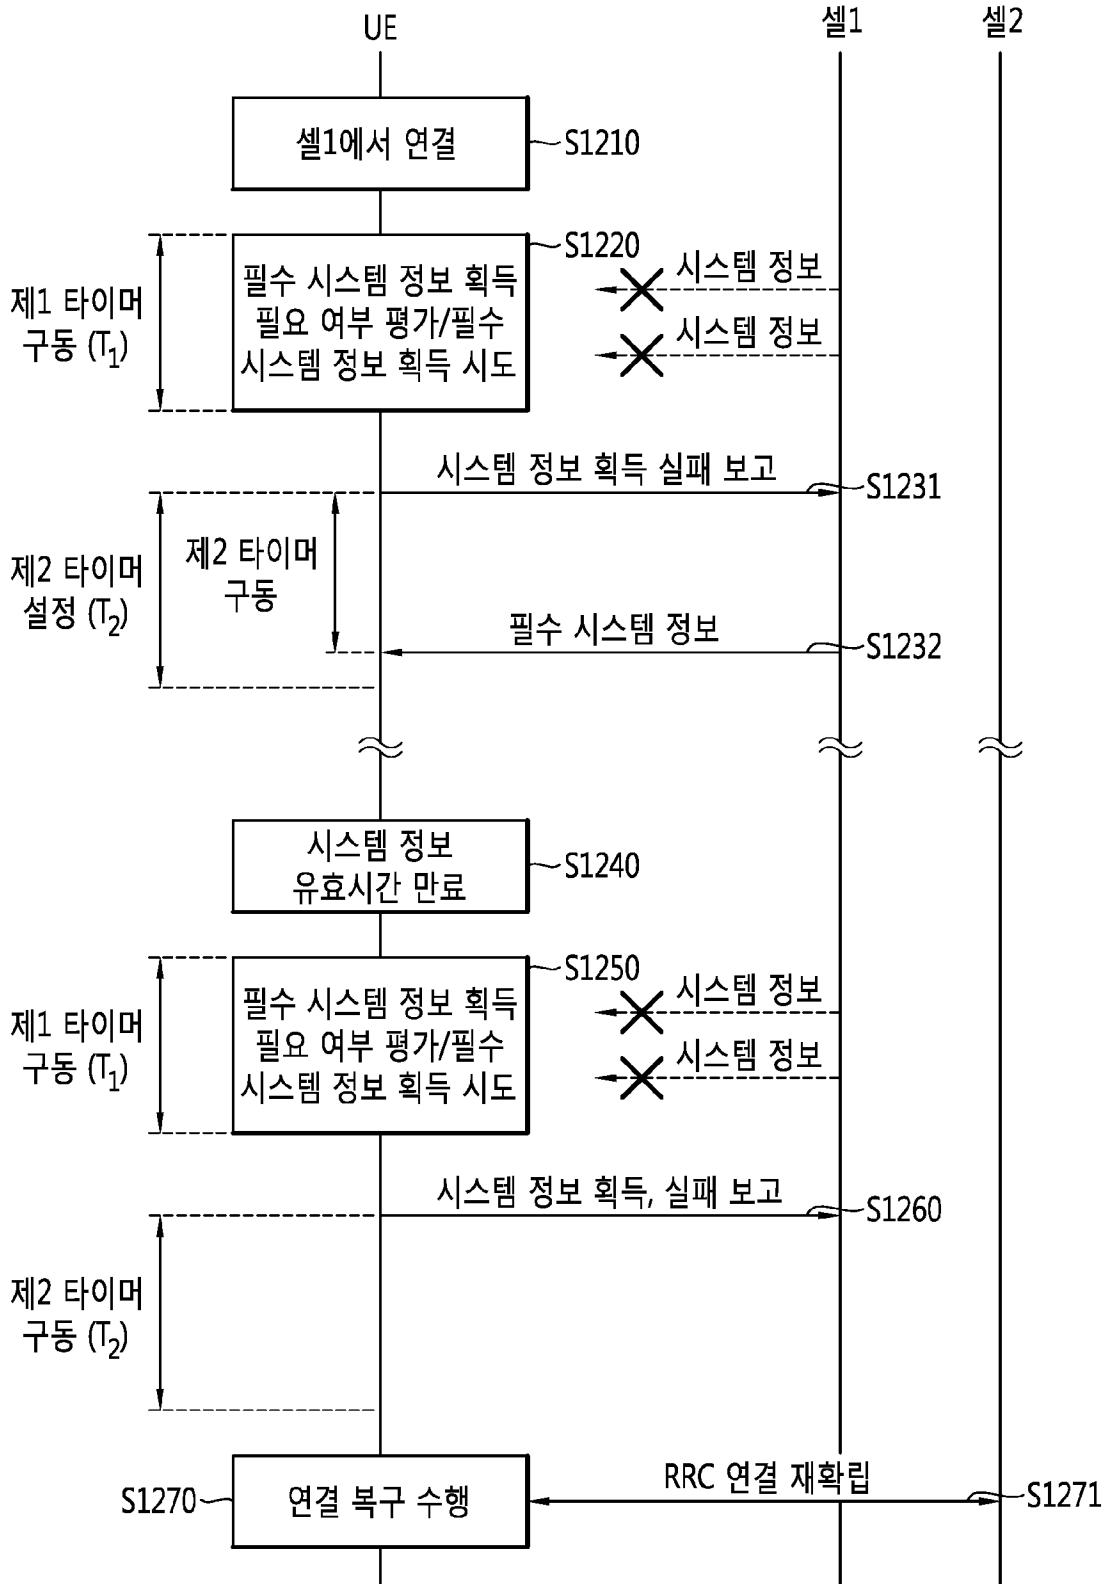 UE
셀1
셀2
셀1에서 연결
S1210
S1220
필수 시스템 정보 획득
필요 여부 평가/필수
시스템 정보 획득 시도
제1 타이머
구동 (T1)
시스템 정보
시스템 정보
시스템 정보 획득 실패 보고
S1231
제2 타이머
설정 (T2)
제2 타이머
구동
필수 시스템 정보
S1232
시스템 정보
유효시간 만료
S1240
S1250
필수 시스템 정보 획득
필요 여부 평가/필수
시스템 정보 획득 시도
제1 타이머
구동 (T1)
시스템 정보
시스템 정보
시스템 정보 획득, 실패 보고
S1260
제2 타이머
구동 (T2)
S1270
연결 복구 수행
RRC 연결 재확립
S1271